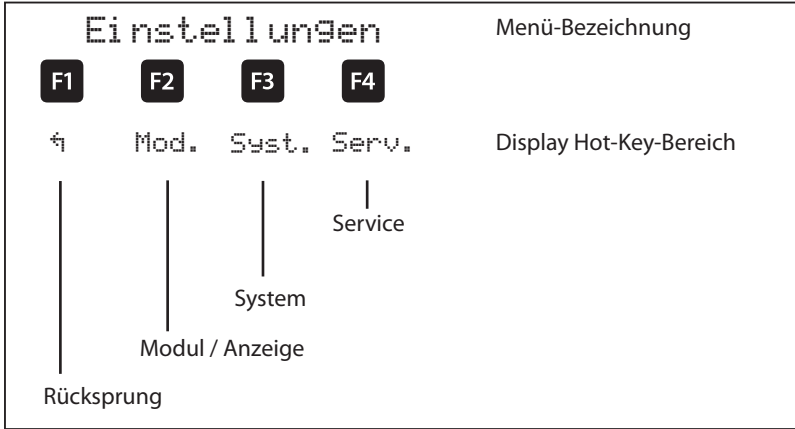 Einstellungen Menü-Bezeichnung
F1 F2 F3 F4
↰ Mod. Syst. Serv. Display Hot-Key-Bereich
Service
System
Modul / Anzeige
Rücksprung